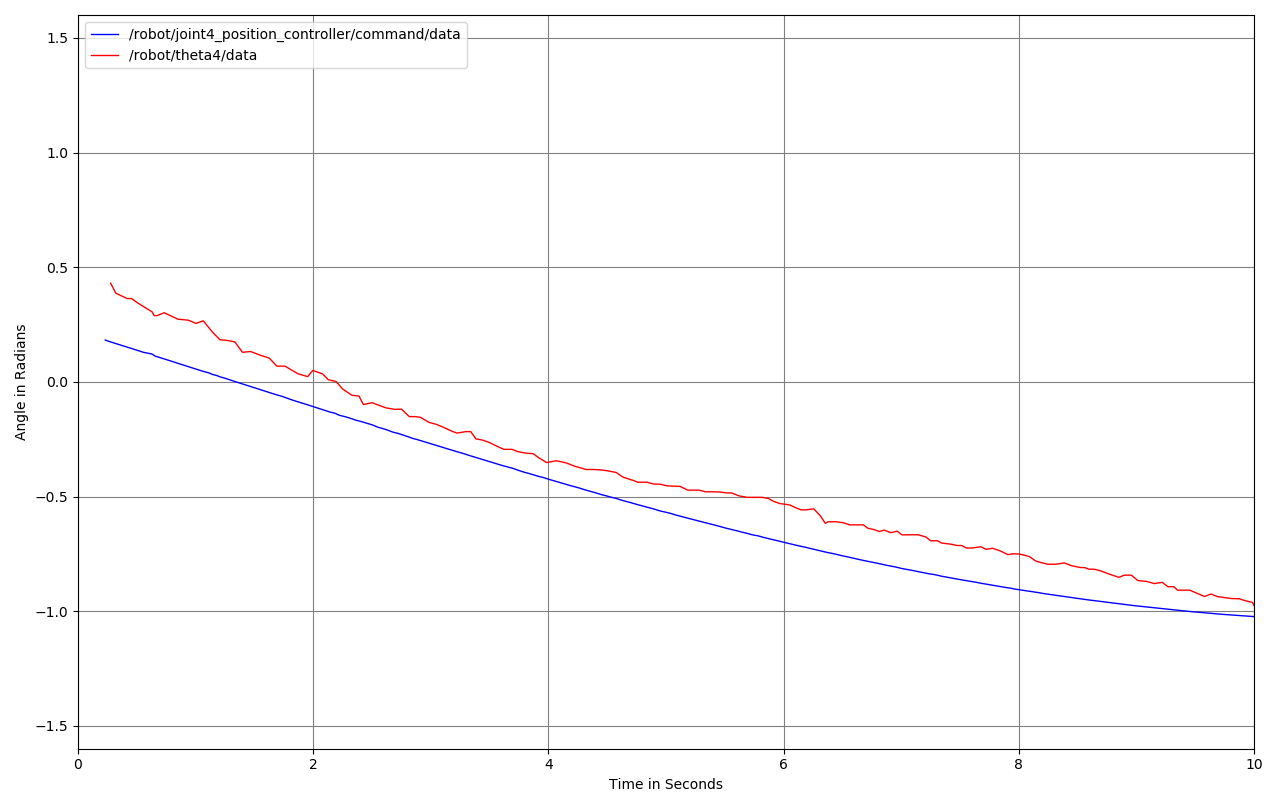 /robot/joint4_position_controller/command/data
/robot/theta4/data
1.5
1.0
0.5
0.0
−0.5
−1.0
−1.5
Angle in Radians
0 2 4 6 8 10
Time in Seconds